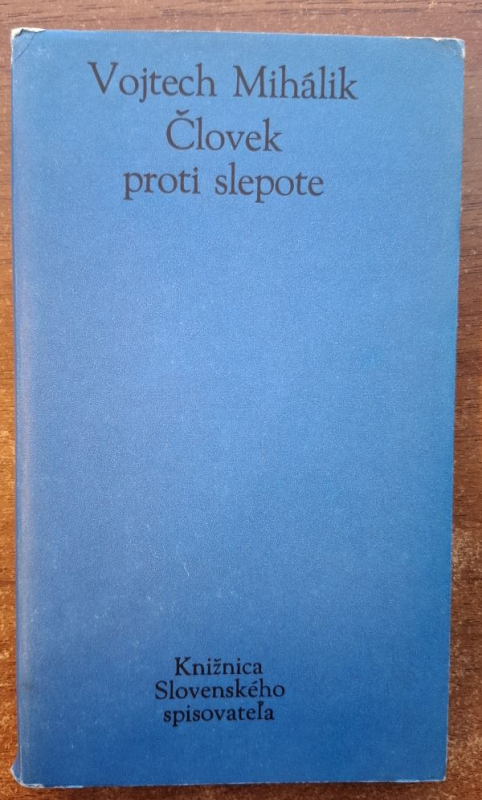 Vojtech Mihálik
Človek
proti slepote
Knižnica
Slovenského
spisovateľa